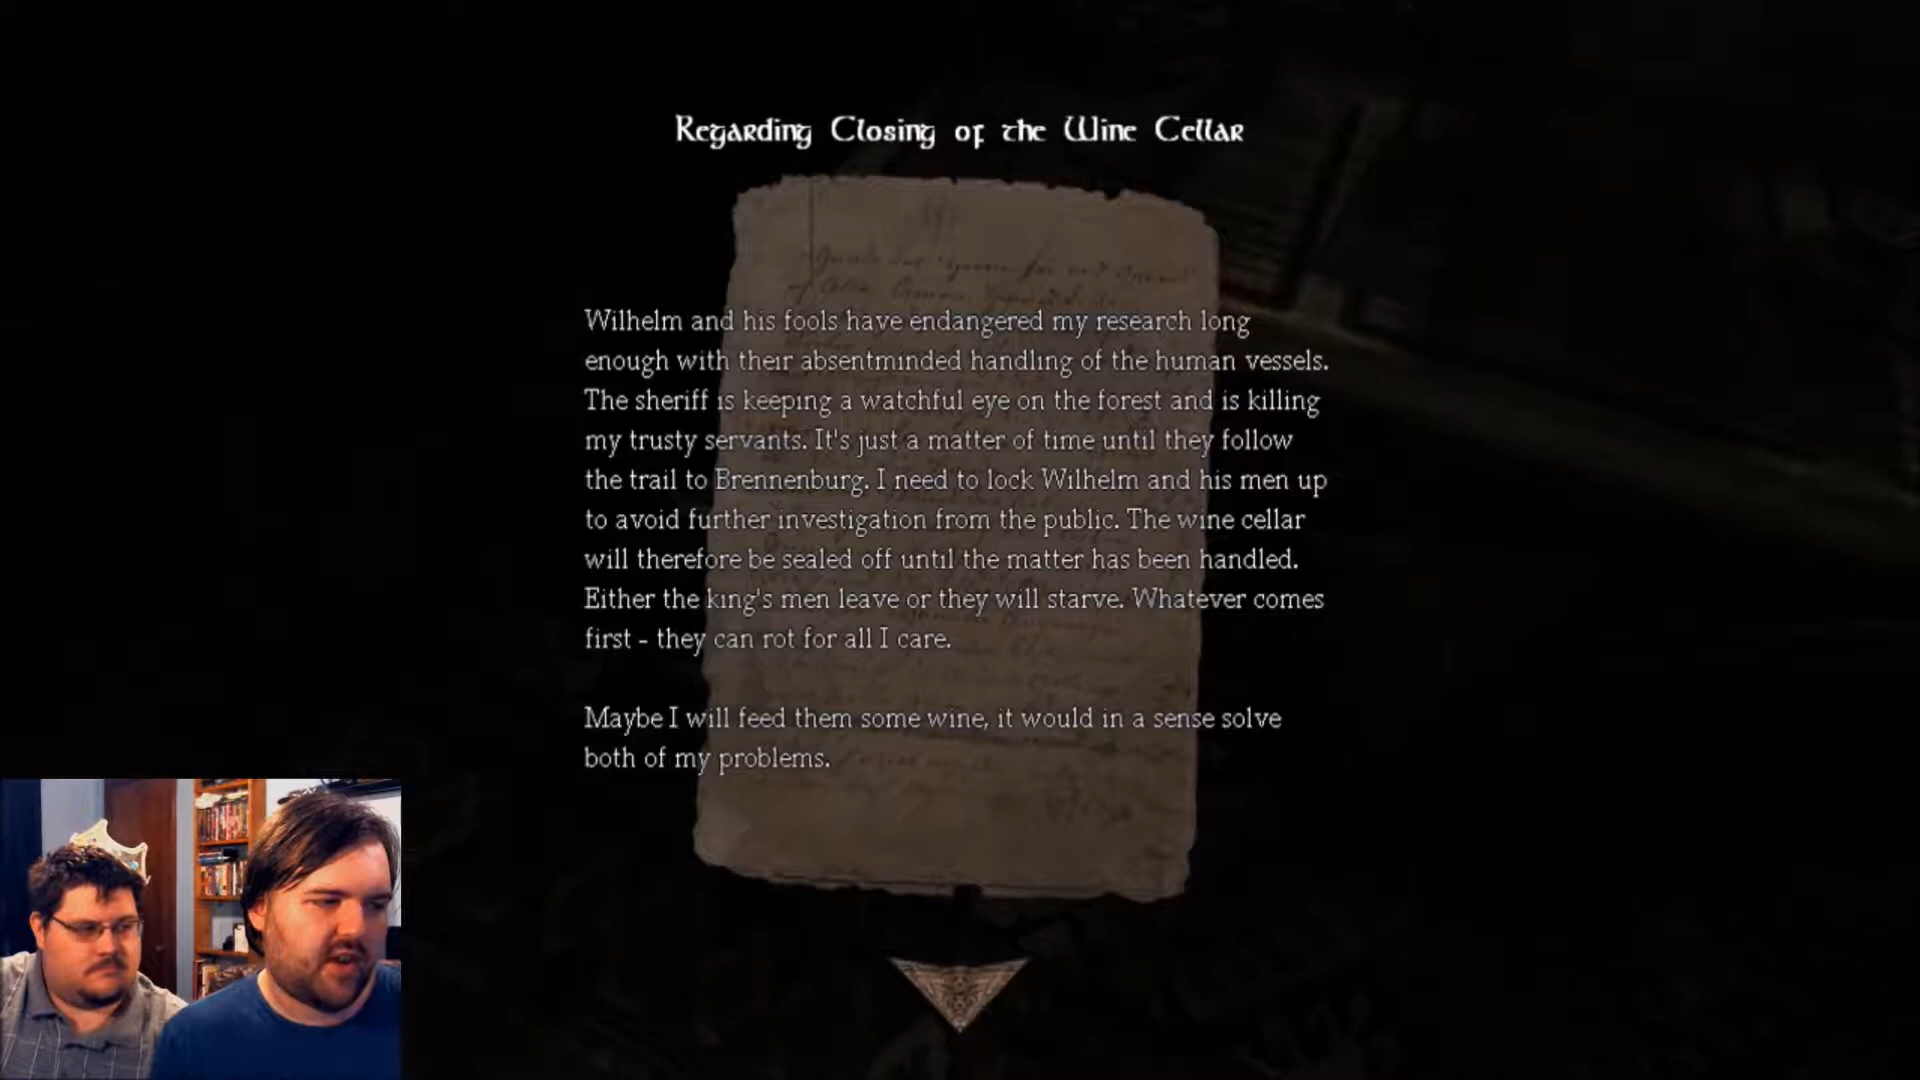 Regarding Closing of the Wine Cellar
Wilhelm and his fools have endangered my research long
enough with their absentminded handling of the human vessels.
The sheriff is keeping a watchful eye on the forest and is killing
my trusty servants. It's just a matter of time until they follow
the trail to Brennenburg. I need to lock Wilhelm and his men up
to avoid further investigation from the public. The wine cellar
will therefore be sealed off until the matter has been handled.
Either the king's men leave or they will starve. Whatever comes
first - they can rot for all I care.
Maybe I will feed them some wine, it would in a sense solve
both of my problems.